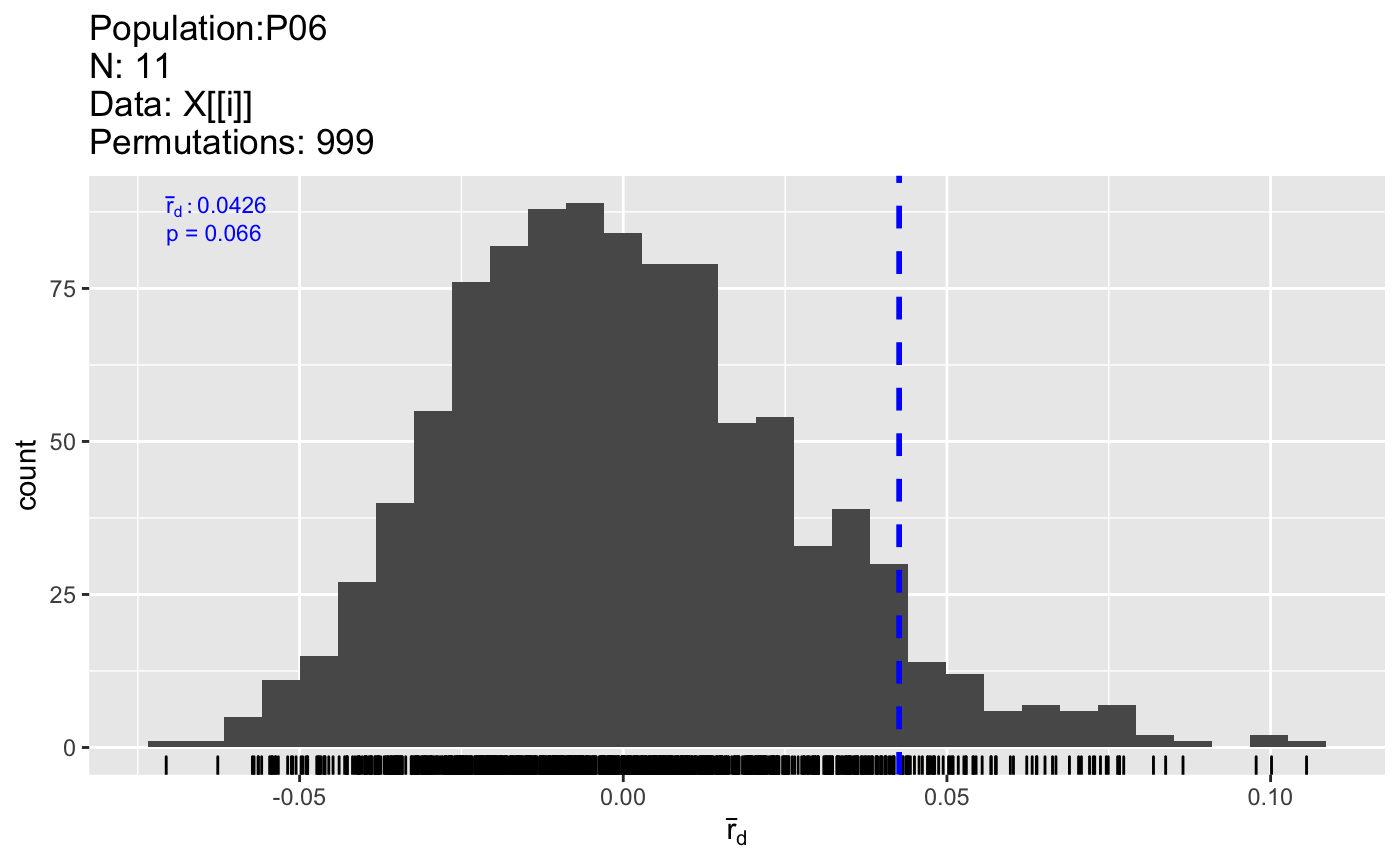 Population:P06
N: 11
Data: X[[i]]
Permutations: 999
r̄d : 0.0426
p = 0.066
75
50
25
0
count
-0.05 0.00 0.05 0.10
r̄d